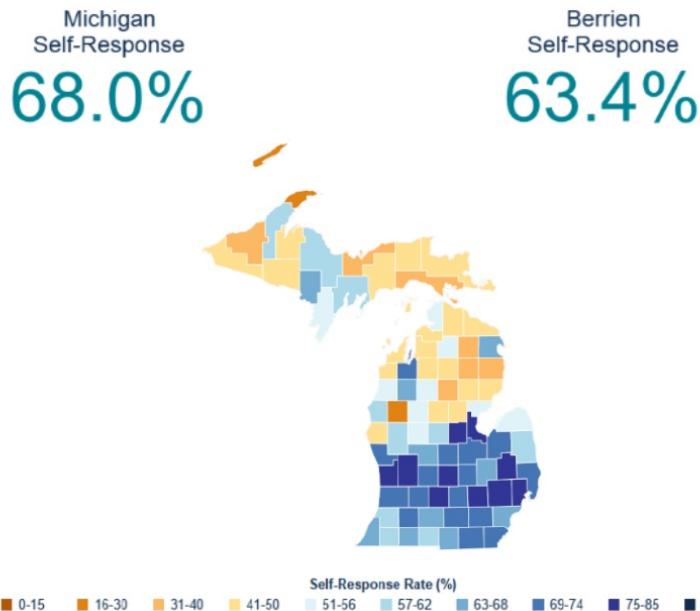 Michigan
Self-Response
68.0%
Berrien
Self-Response
63.4%
Self-Response Rate (%)
0-15 16-30 31-40 41-50 51-56 57-62 63-68 69-74 75-85